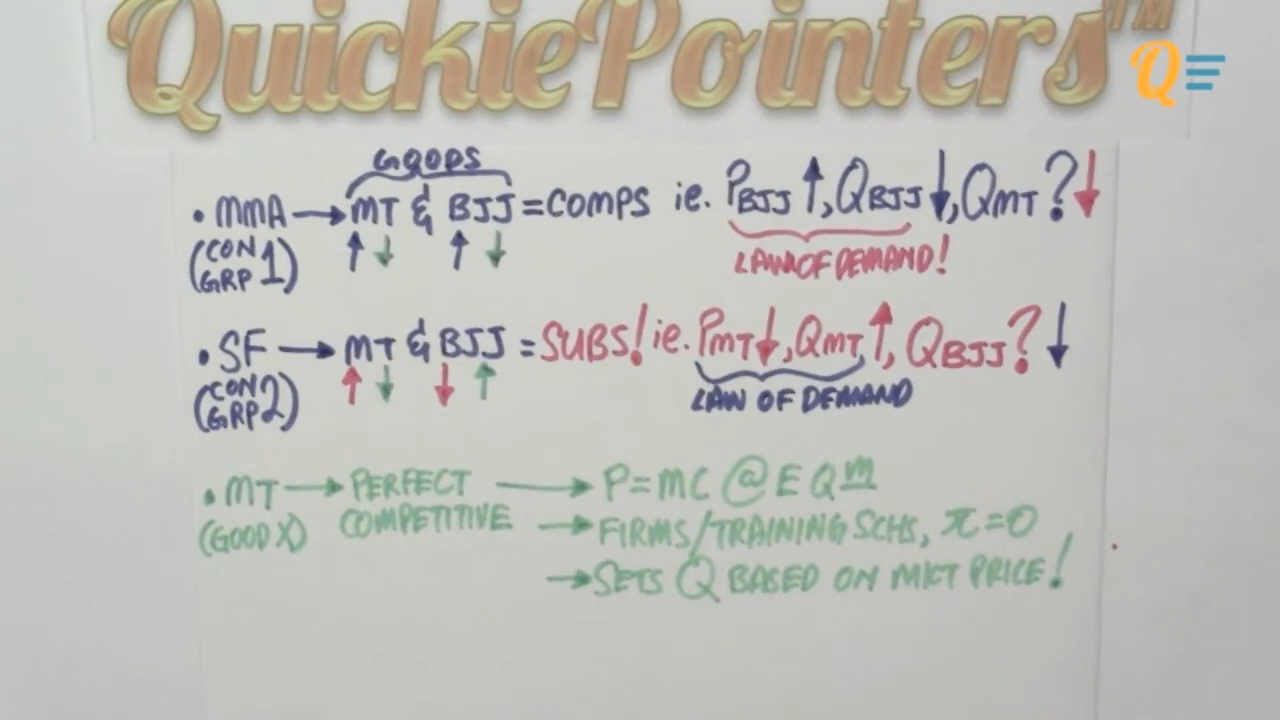 QuickiePointers™
Q
GOODS
• MMA → MT & BJJ = COMPS ie. PBJJ ↑, QBJJ ↓, QMT? ↓
(CON GRP 1) ↑ ↓ ↑ ↓ LAW OF DEMAND!
• SF → MT & BJJ = SUBS! ie. PMT ↓, QMT ↑, QBJJ? ↓
(CON GRP 2) ↑ ↓ ↓ ↑ LAW OF DEMAND
• MT → PERFECT → P=MC @ EQM
(GOOD X) COMPETITIVE → FIRMS/TRAINING SCHS, π=0
→ SETS Q BASED ON MKT PRICE!